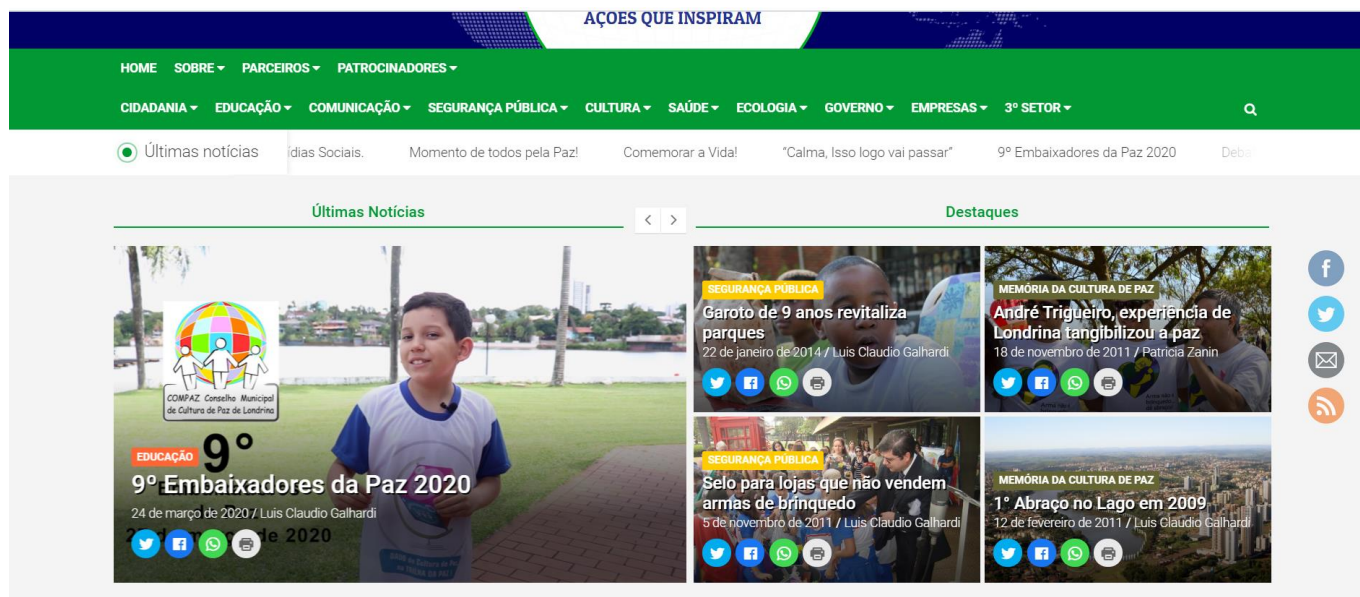 AÇÕES QUE INSPIRAM
HOME SOBRE PARCEIROS PATROCINADORES
CIDADANIA EDUCAÇÃO COMUNICAÇÃO SEGURANÇA PÚBLICA CULTURA SAÚDE ECOLOGIA GOVERNO EMPRESAS 3º SETOR
Últimas notícias ídias Sociais. Momento de todos pela Paz! Comemorar a Vida! "Calma, Isso logo vai passar" 9º Embaixadores da Paz 2020 Deba
Últimas Notícias
Destaques
COMPAZ Conselho Municipal
de Cultura de Paz de Londrina
9°
EDUCAÇÃO
9º Embaixadores da Paz 2020
24 de março de 2020 / Luis Claudio Galhardi
de 2020
SEGURANÇA PÚBLICA
Garoto de 9 anos revitaliza
parques
22 de janeiro de 2014 / Luis Claudio Galhardi
MEMÓRIA DA CULTURA DE PAZ
André Trigueiro, experiência de
Londrina tangibilizou a paz
18 de novembro de 2011 / Patricia Zanin
SEGURANÇA PÚBLICA
Selo para lojas que não vendem
armas de brinquedo
5 de novembro de 2011 / Luis Claudio Galhardi
MEMÓRIA DA CULTURA DE PAZ
1° Abraço no Lago em 2009
12 de fevereiro de 2011 / Luis Claudio Galhardi